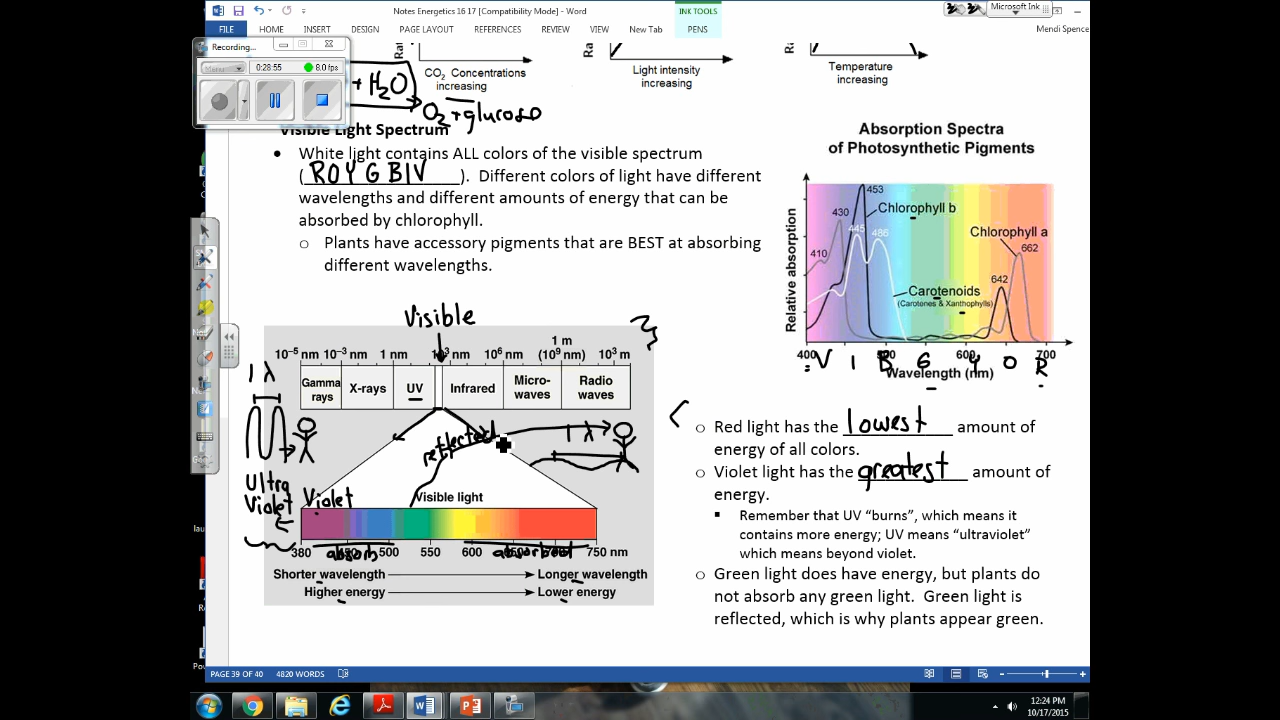 Notes Energetics 16 17 [Compatibility Mode] - Word
INK TOOLS
Microsoft Ink
FILE HOME INSERT DESIGN PAGE LAYOUT REFERENCES REVIEW VIEW New Tab PENS
Mendi Spence
Recording...
Menu 0:28:55 8.0 fps
CO2 Concentrations
increasing
Light intensity
increasing
Temperature
increasing
+ H2O
O2 + glucose
Visible Light Spectrum
• White light contains ALL colors of the visible spectrum
(ROY G BIV). Different colors of light have different
wavelengths and different amounts of energy that can be
absorbed by chlorophyll.
o Plants have accessory pigments that are BEST at absorbing
different wavelengths.
Absorption Spectra
of Photosynthetic Pigments
Relative absorption
453
Chlorophyll b
430
445 486
410
Chlorophyll a
662
642
Carotenoids
(Carotenes & Xanthophylls)
400 500 600 700
V I B G Y O R
Wavelength (nm)
Visible
10-5 nm 10-3 nm 1 nm 103 nm 106 nm 1 m (109 nm) 103 m
Gamma rays X-rays UV Infrared Micro-waves Radio waves
1 λ
1 λ
reflected
Ultra
Violet
Violet
Visible light
380 450 500 550 600 650 700 750 nm
absorb absorbed
Shorter wavelength Longer wavelength
Higher energy Lower energy
o Red light has the lowest amount of
energy of all colors.
o Violet light has the greatest amount of
energy.
▪ Remember that UV “burns”, which means it
contains more energy; UV means “ultraviolet”
which means beyond violet.
o Green light does have energy, but plants do
not absorb any green light. Green light is
reflected, which is why plants appear green.
PAGE 39 OF 40 4820 WORDS
12:24 PM
10/17/2015